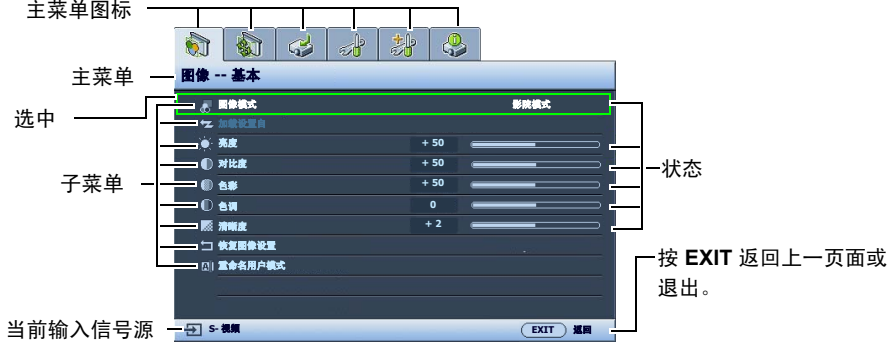 主菜单图标
主菜单
图像 -- 基本
选中
图像模式 影院模式
加载设置自
亮度 + 50
对比度 + 50
状态
子菜单
色彩 + 50
色调 0
清晰度 + 2
恢复图像设置
重命名用户模式
按 EXIT 返回上一页面或
退出。
当前输入信号源
S- 视频
EXIT 返回